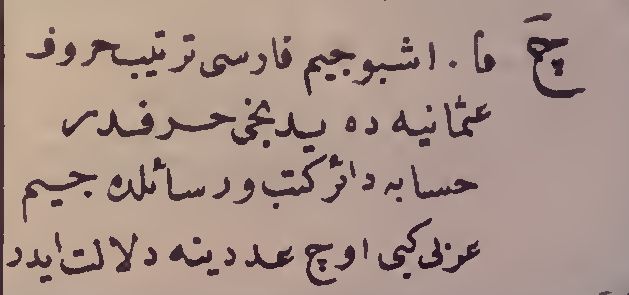 چَ فا . اشبو جیم فارسی ترتیب حروف
عثمانیه ده یدنجی حرفدر
حسابه دائر کتب و رسائلده جیم
عربی کبی اوچ عددینه دلالت ایدر